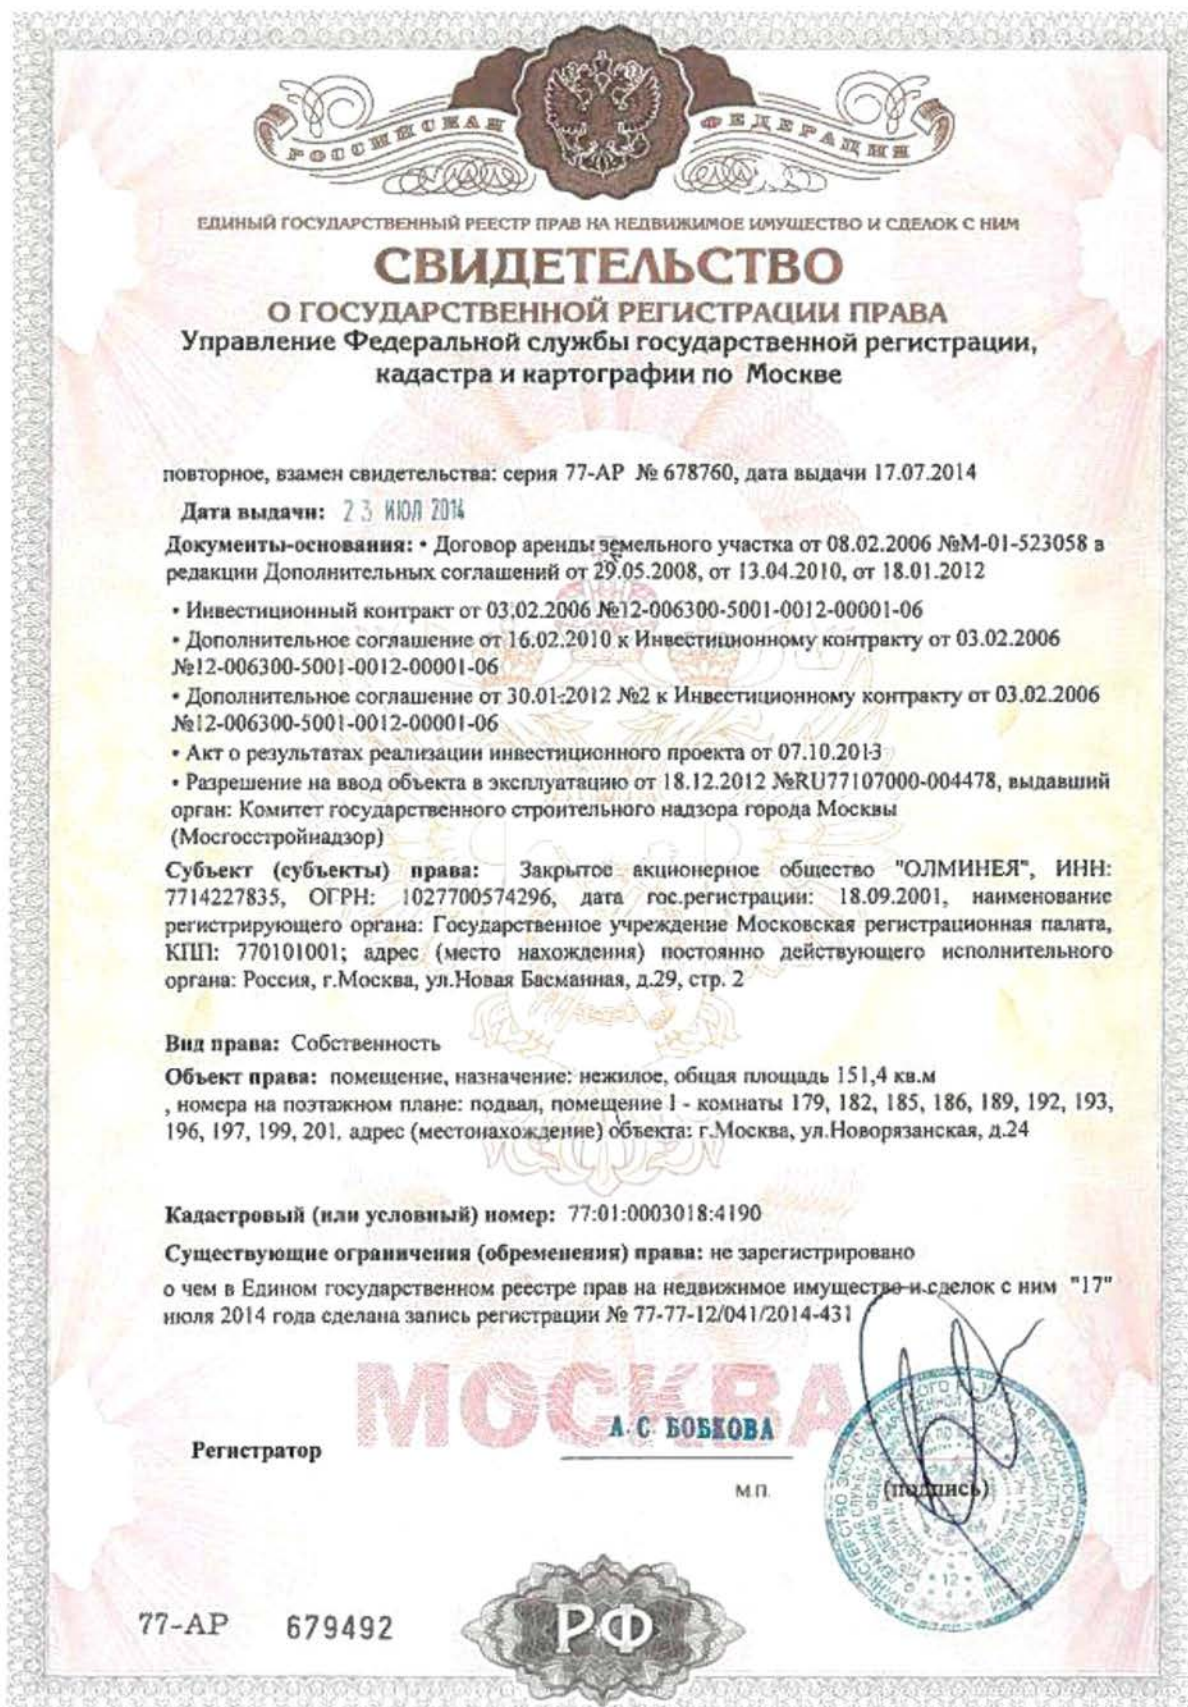 РОССИЙСКАЯ ФЕДЕРАЦИЯ
ЕДИНЫЙ ГОСУДАРСТВЕННЫЙ РЕЕСТР ПРАВ НА НЕДВИЖИМОЕ ИМУЩЕСТВО И СДЕЛОК С НИМ
СВИДЕТЕЛЬСТВО
О ГОСУДАРСТВЕННОЙ РЕГИСТРАЦИИ ПРАВА
Управление Федеральной службы государственной регистрации,
кадастра и картографии по Москве
повторное, взамен свидетельства: серия 77-АР № 678760, дата выдачи 17.07.2014
Дата выдачи: 23 ИЮЛ 2014
Документы-основания: • Договор аренды земельного участка от 08.02.2006 №М-01-523058 в
редакции Дополнительных соглашений от 29.05.2008, от 13.04.2010, от 18.01.2012
• Инвестиционный контракт от 03.02.2006 №12-006300-5001-0012-00001-06
• Дополнительное соглашение от 16.02.2010 к Инвестиционному контракту от 03.02.2006
№12-006300-5001-0012-00001-06
• Дополнительное соглашение от 30.01.2012 №2 к Инвестиционному контракту от 03.02.2006
№12-006300-5001-0012-00001-06
• Акт о результатах реализации инвестиционного проекта от 07.10.2013
• Разрешение на ввод объекта в эксплуатацию от 18.12.2012 №RU77107000-004478, выдавший
орган: Комитет государственного строительного надзора города Москвы
(Мосгосстройнадзор)
Субъект (субъекты) права: Закрытое акционерное общество "ОЛМИНЕЯ", ИНН:
7714227835, ОГРН: 1027700574296, дата гос.регистрации: 18.09.2001, наименование
регистрирующего органа: Государственное учреждение Московская регистрационная палата,
КПП: 770101001; адрес (место нахождения) постоянно действующего исполнительного
органа: Россия, г.Москва, ул.Новая Басманная, д.29, стр. 2
Вид права: Собственность
Объект права: помещение, назначение: нежилое, общая площадь 151,4 кв.м
, номера на поэтажном плане: подвал, помещение I - комнаты 179, 182, 185, 186, 189, 192, 193,
196, 197, 199, 201, адрес (местонахождение) объекта: г.Москва, ул.Новорязанская, д.24
Кадастровый (или условный) номер: 77:01:0003018:4190
Существующие ограничения (обременения) права: не зарегистрировано
о чем в Едином государственном реестре прав на недвижимое имущество и сделок с ним "17"
июля 2014 года сделана запись регистрации № 77-77-12/041/2014-431
МОСКВА
Регистратор
А. С. БОБКОВА
М.П.
(подпись)
77-АР 679492
РФ